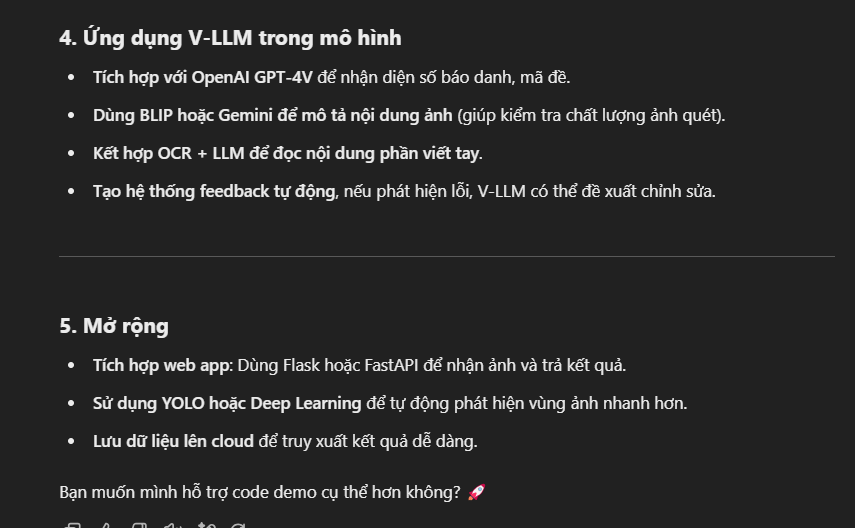 4. Ứng dụng V-LLM trong mô hình
• Tích hợp với OpenAI GPT-4V để nhận diện số báo danh, mã đề.
• Dùng BLIP hoặc Gemini để mô tả nội dung ảnh (giúp kiểm tra chất lượng ảnh quét).
• Kết hợp OCR + LLM để đọc nội dung phần viết tay.
• Tạo hệ thống feedback tự động, nếu phát hiện lỗi, V-LLM có thể đề xuất chỉnh sửa.
5. Mở rộng
• Tích hợp web app: Dùng Flask hoặc FastAPI để nhận ảnh và trả kết quả.
• Sử dụng YOLO hoặc Deep Learning để tự động phát hiện vùng ảnh nhanh hơn.
• Lưu dữ liệu lên cloud để truy xuất kết quả dễ dàng.
Bạn muốn mình hỗ trợ code demo cụ thể hơn không? 🚀